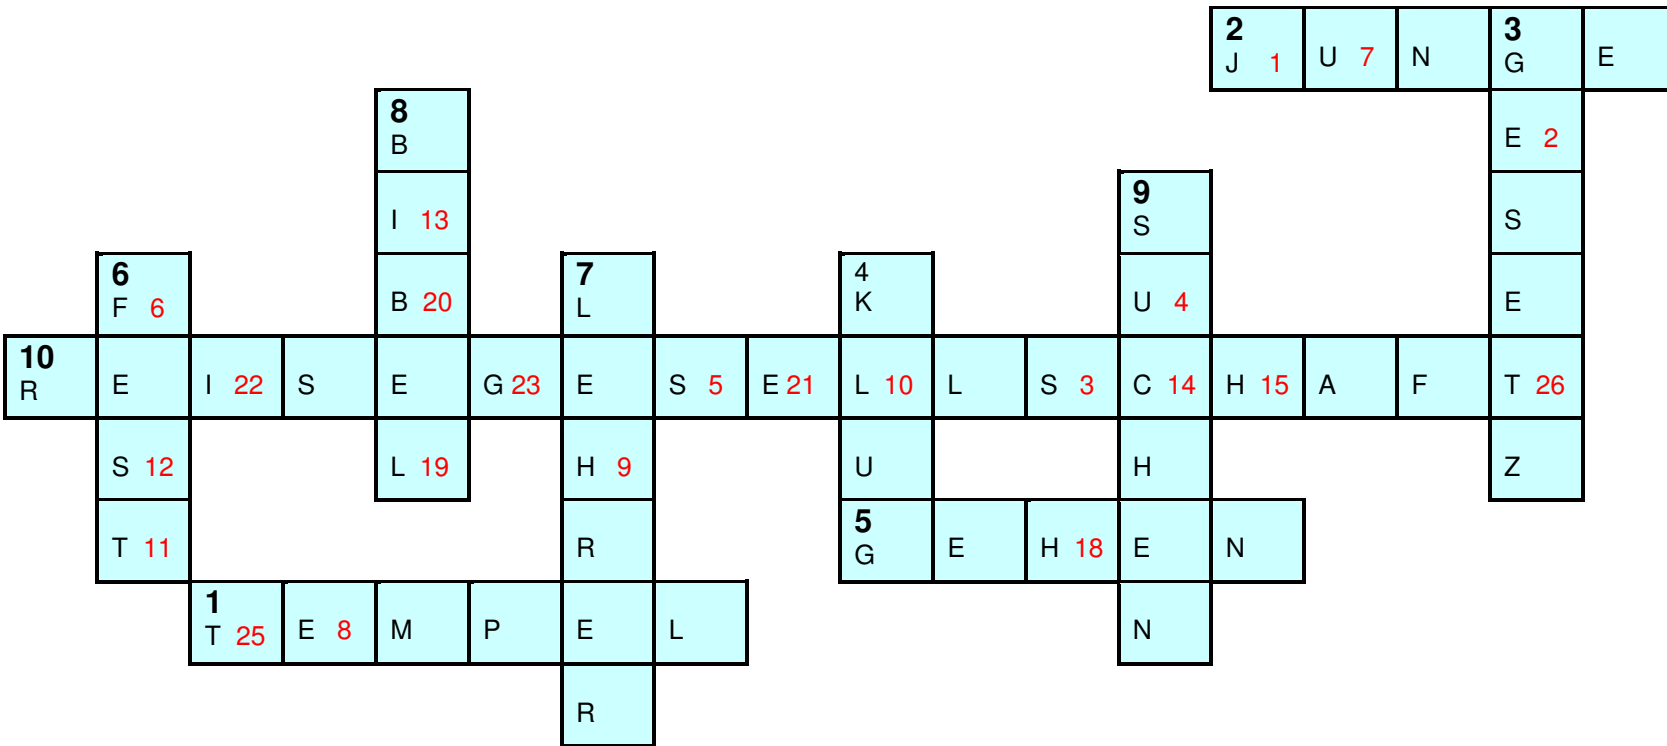 2 3
J 1 U 7 N G E
8
B
E 2
I 13
9
S
S
6 7 4
F 6 B 20 L K U 4 E
10
R E I 22 S E G 23 E S 5 E 21 L 10 L S 3 C 14 H 15 A F T 26
S 12 L 19 H 9 U H Z
5
T 11 R G E H 18 E N
1
T 25 E 8 M P E L N
R